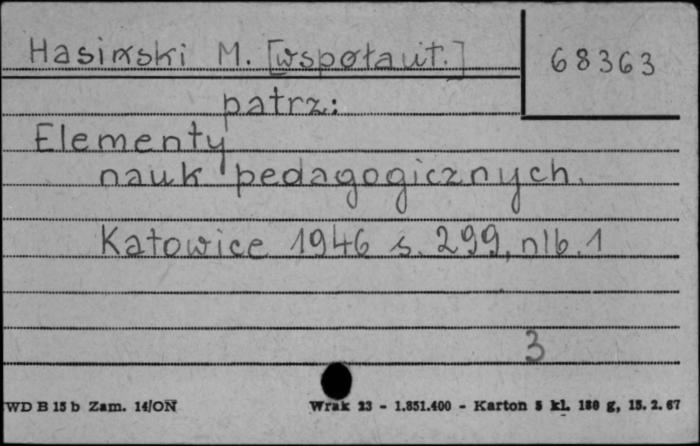 Hasiński M. [współaut.]
68363
patrz:
Elementy
nauk pedagogicznych.
Katowice 1946 s. 299, nlb. 1
3
WD B 15 b Zam. 14/ON
Wrak 23 - 1.851.400 - Karton 5 kl. 180 g, 15. 2. 67